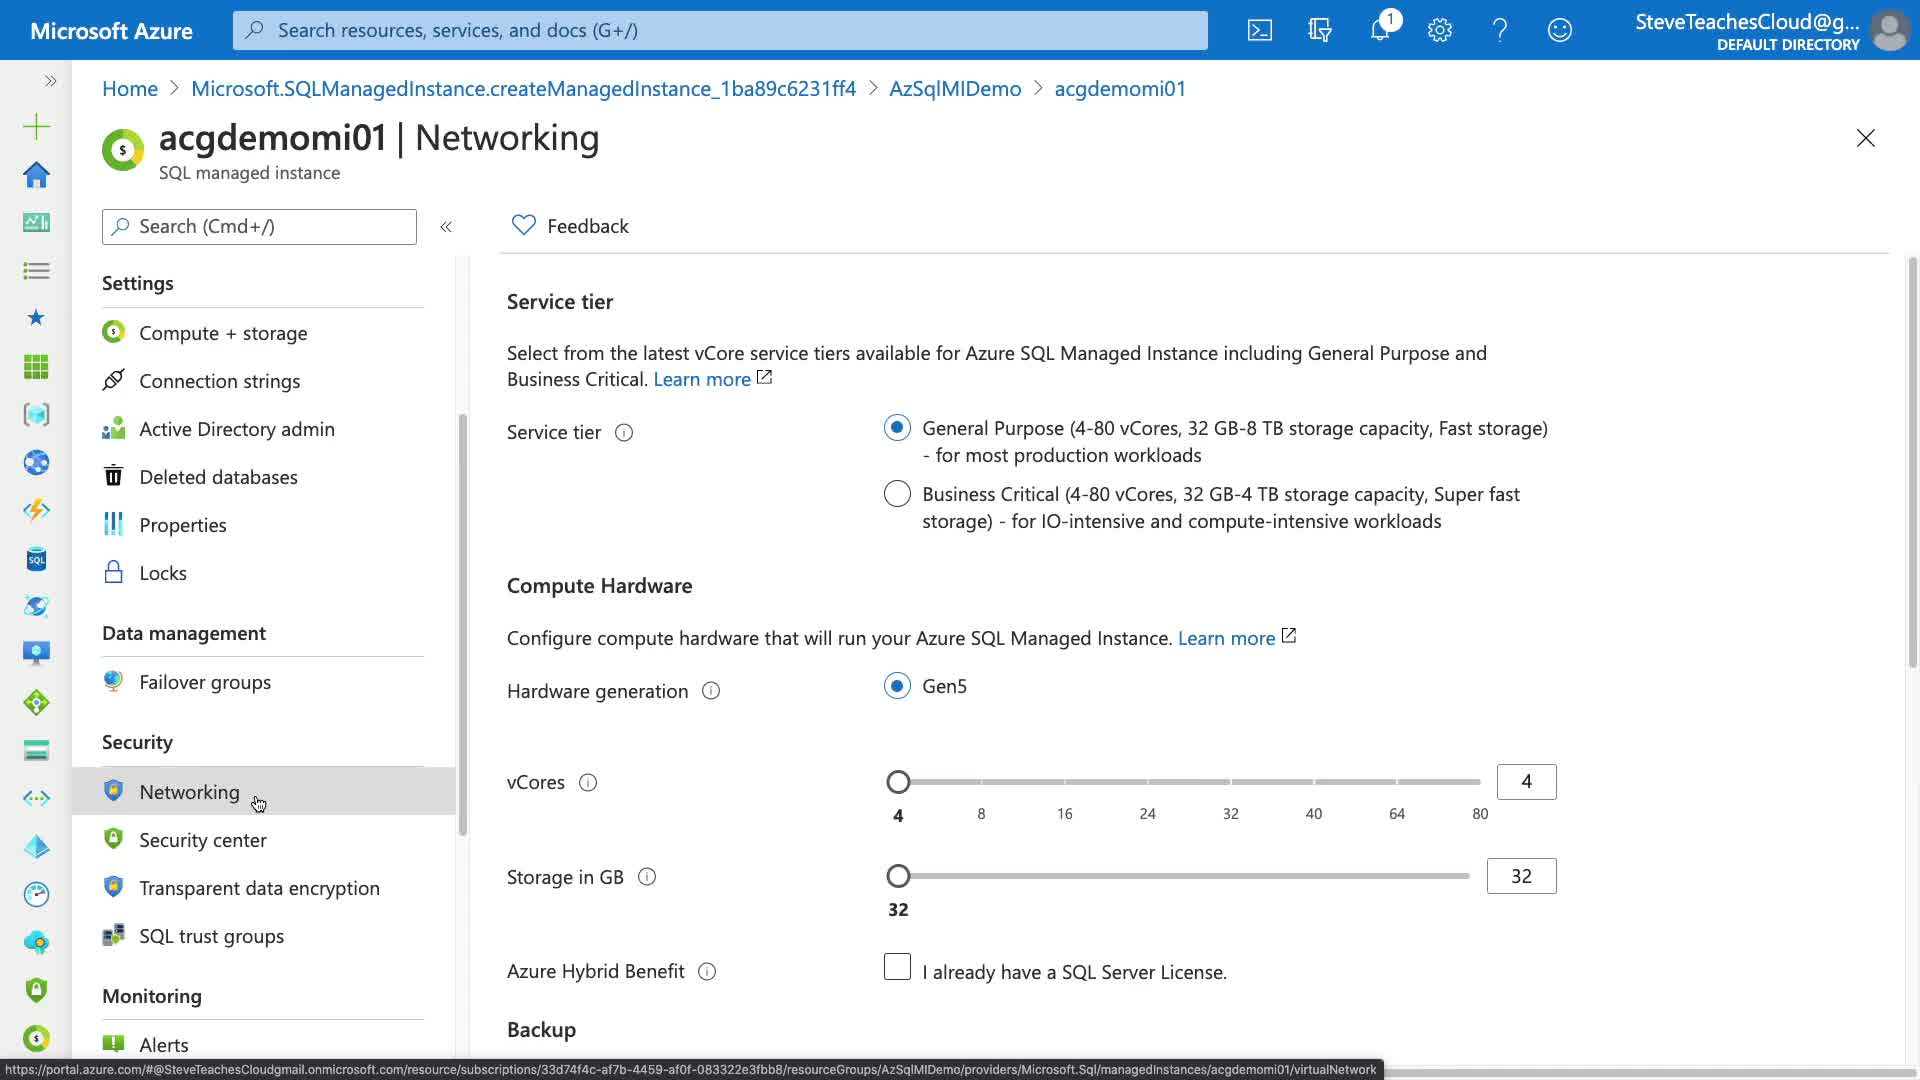 Microsoft Azure
Search resources, services, and docs (G+/)
1
SteveTeachesCloud@g...
DEFAULT DIRECTORY
Home > Microsoft.SQLManagedInstance.createManagedInstance_1ba89c6231ff4 > AzSqlMIDemo > acgdemomi01
acgdemomi01 | Networking
SQL managed instance
Search (Cmd+/)
Feedback
Settings
Compute + storage
Connection strings
Active Directory admin
Deleted databases
Properties
Locks
Data management
Failover groups
Security
Networking
Security center
Transparent data encryption
SQL trust groups
Monitoring
Alerts
Service tier
Select from the latest vCore service tiers available for Azure SQL Managed Instance including General Purpose and
Business Critical. Learn more
Service tier
General Purpose (4-80 vCores, 32 GB-8 TB storage capacity, Fast storage)
- for most production workloads
Business Critical (4-80 vCores, 32 GB-4 TB storage capacity, Super fast
storage) - for IO-intensive and compute-intensive workloads
Compute Hardware
Configure compute hardware that will run your Azure SQL Managed Instance. Learn more
Hardware generation
Gen5
vCores
4
4 8 16 24 32 40 64 80
Storage in GB
32
32
Azure Hybrid Benefit
I already have a SQL Server License.
Backup
https://portal.azure.com/#@SteveTeachesCloudgmail.onmicrosoft.com/resource/subscriptions/33d74f4c-af7b-4459-af0f-083322e3fbb8/resourceGroups/AzSqlMIDemo/providers/Microsoft.Sql/managedInstances/acgdemomi01/virtualNetwork
SQL